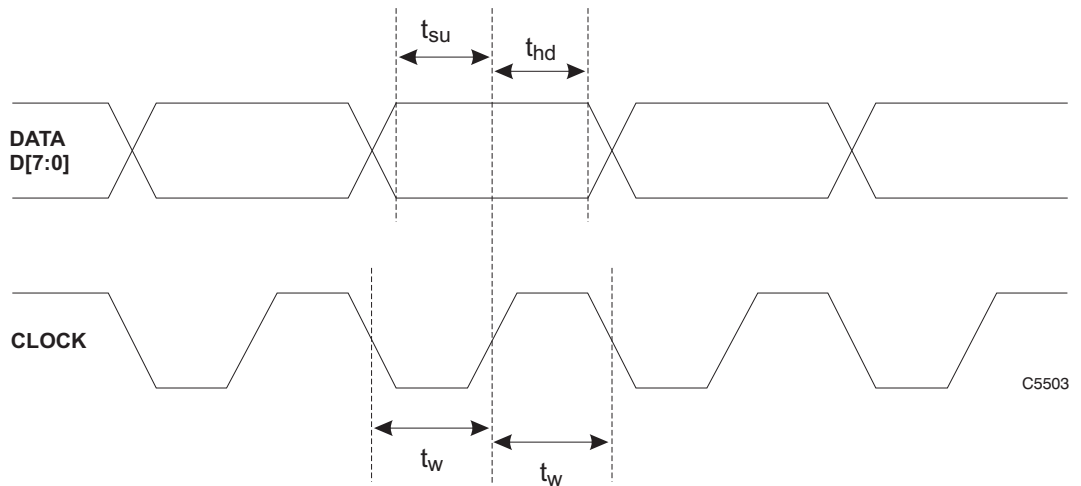 tsu
thd
DATA
D[7:0]
CLOCK
C5503
tw
tw